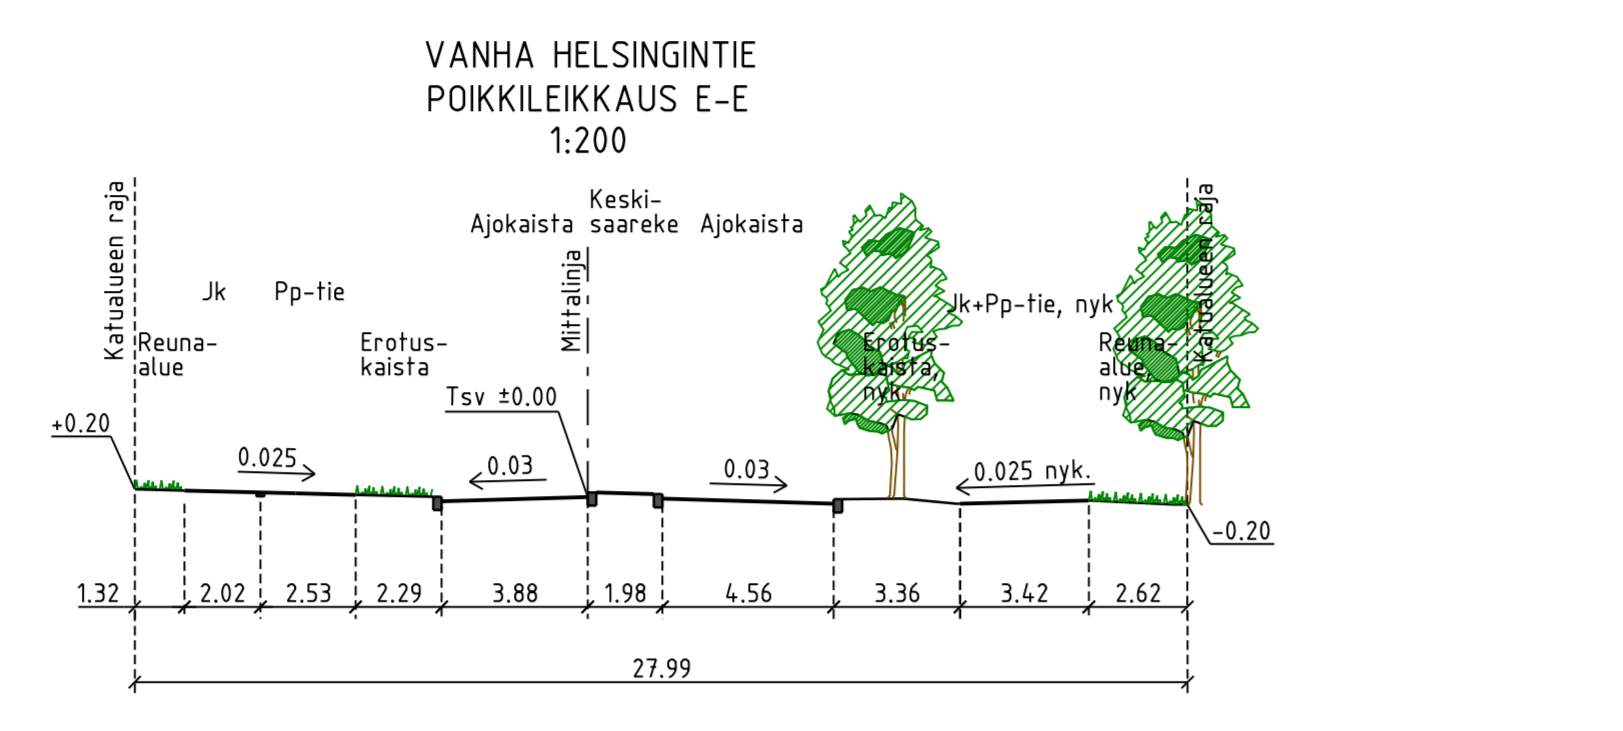 VANHA HELSINGINTIE
POIKKILEIKKAUS E-E
1:200
Katualueen raja
Keski-
Ajokaista saareke Ajokaista
Katualueen raja
Mittalinja
Jk Pp-tie
Jk+Pp-tie, nyk
Reuna-
alue
Erotus-
kaista
Erotus-
kaista,
nyk
Reuna-
alue,
nyk
Tsv ±0.00
+0.20
0.025
0.03
0.03
0.025 nyk.
-0.20
1.32 2.02 2.53 2.29 3.88 1.98 4.56 3.36 3.42 2.62
27.99